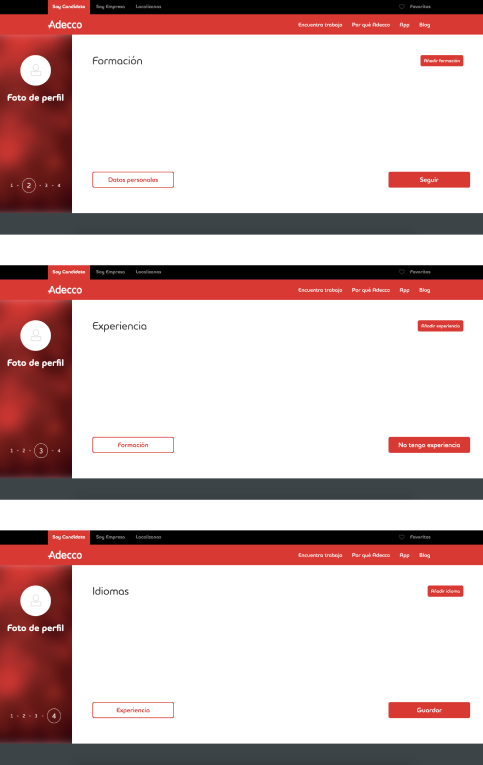 Soy Candidato Soy Empresa Localízanos Favoritos
Adecco Encuentra trabajo Por qué Adecco App Blog
Formación Añadir formación
Foto de perfil
1 - 2 - 3 - 4 Datos personales Seguir
Soy Candidato Soy Empresa Localízanos Favoritos
Adecco Encuentra trabajo Por qué Adecco App Blog
Experiencia Añadir experiencia
Foto de perfil
1 - 2 - 3 - 4 Formación No tengo experiencia
Soy Candidato Soy Empresa Localízanos Favoritos
Adecco Encuentra trabajo Por qué Adecco App Blog
Idiomas Añadir idioma
Foto de perfil
1 - 2 - 3 - 4 Experiencia Guardar